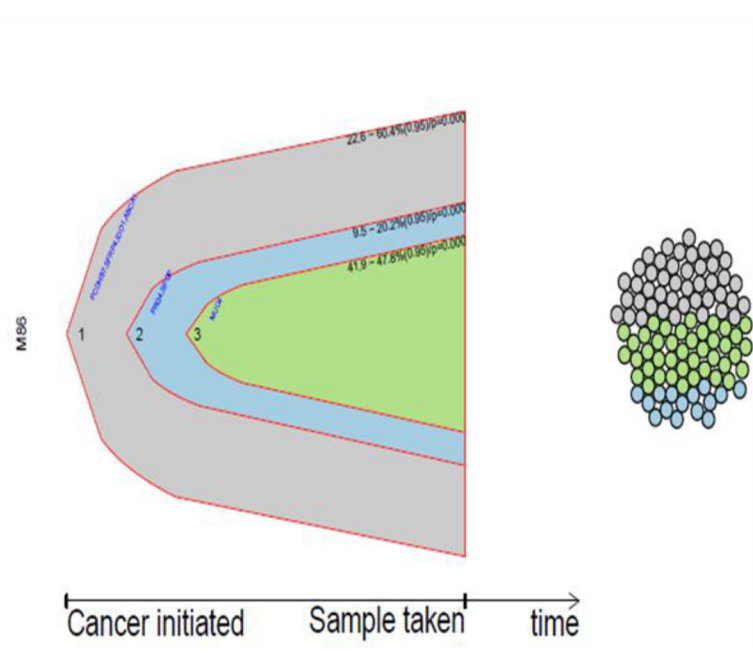 22.6 − 60.4%(0.95)/p=0.000
9.5 − 20.2%(0.95)/p=0.000
41.9 − 47.6%(0.95)/p=0.000
1
2
3
M86
Cancer initiated
Sample taken
time